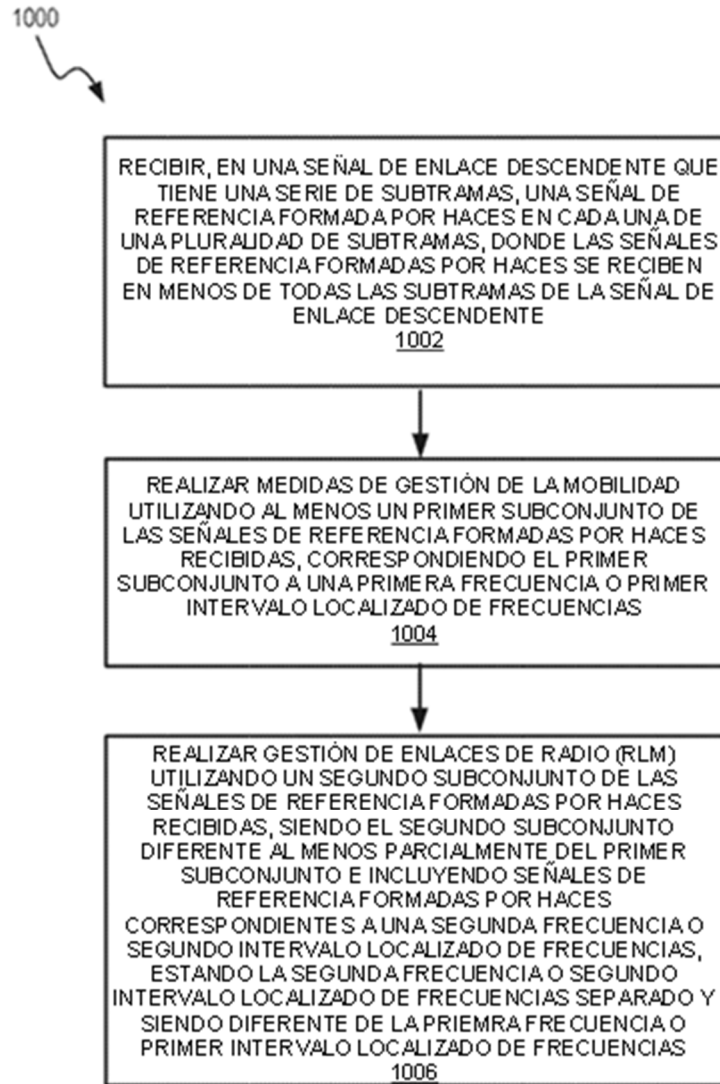 1000
RECIBIR, EN UNA SEÑAL DE ENLACE DESCENDENTE QUE
TIENE UNA SERIE DE SUBTRAMAS, UNA SEÑAL DE
REFERENCIA FORMADA POR HACES EN CADA UNA DE
UNA PLURALIDAD DE SUBTRAMAS, DONDE LAS SEÑALES
DE REFERENCIA FORMADAS POR HACES SE RECIBEN
EN MENOS DE TODAS LAS SUBTRAMAS DE LA SEÑAL DE
ENLACE DESCENDENTE
1002
REALIZAR MEDIDAS DE GESTIÓN DE LA MOBILIDAD
UTILIZANDO AL MENOS UN PRIMER SUBCONJUNTO DE
LAS SEÑALES DE REFERENCIA FORMADAS POR HACES
RECIBIDAS, CORRESPONDIENDO EL PRIMER
SUBCONJUNTO A UNA PRIMERA FRECUENCIA O PRIMER
INTERVALO LOCALIZADO DE FRECUENCIAS
1004
REALIZAR GESTIÓN DE ENLACES DE RADIO (RLM)
UTILIZANDO UN SEGUNDO SUBCONJUNTO DE LAS
SEÑALES DE REFERENCIA FORMADAS POR HACES
RECIBIDAS, SIENDO EL SEGUNDO SUBCONJUNTO
DIFERENTE AL MENOS PARCIALMENTE DEL PRIMER
SUBCONJUNTO E INCLUYENDO SEÑALES DE
REFERENCIA FORMADAS POR HACES
CORRESPONDIENTES A UNA SEGUNDA FRECUENCIA O
SEGUNDO INTERVALO LOCALIZADO DE FRECUENCIAS,
ESTANDO LA SEGUNDA FRECUENCIA O SEGUNDO
INTERVALO LOCALIZADO DE FRECUENCIAS SEPARADO Y
SIENDO DIFERENTE DE LA PRIEMRA FRECUENCIA O
PRIMER INTERVALO LOCALIZADO DE FRECUENCIAS
1006